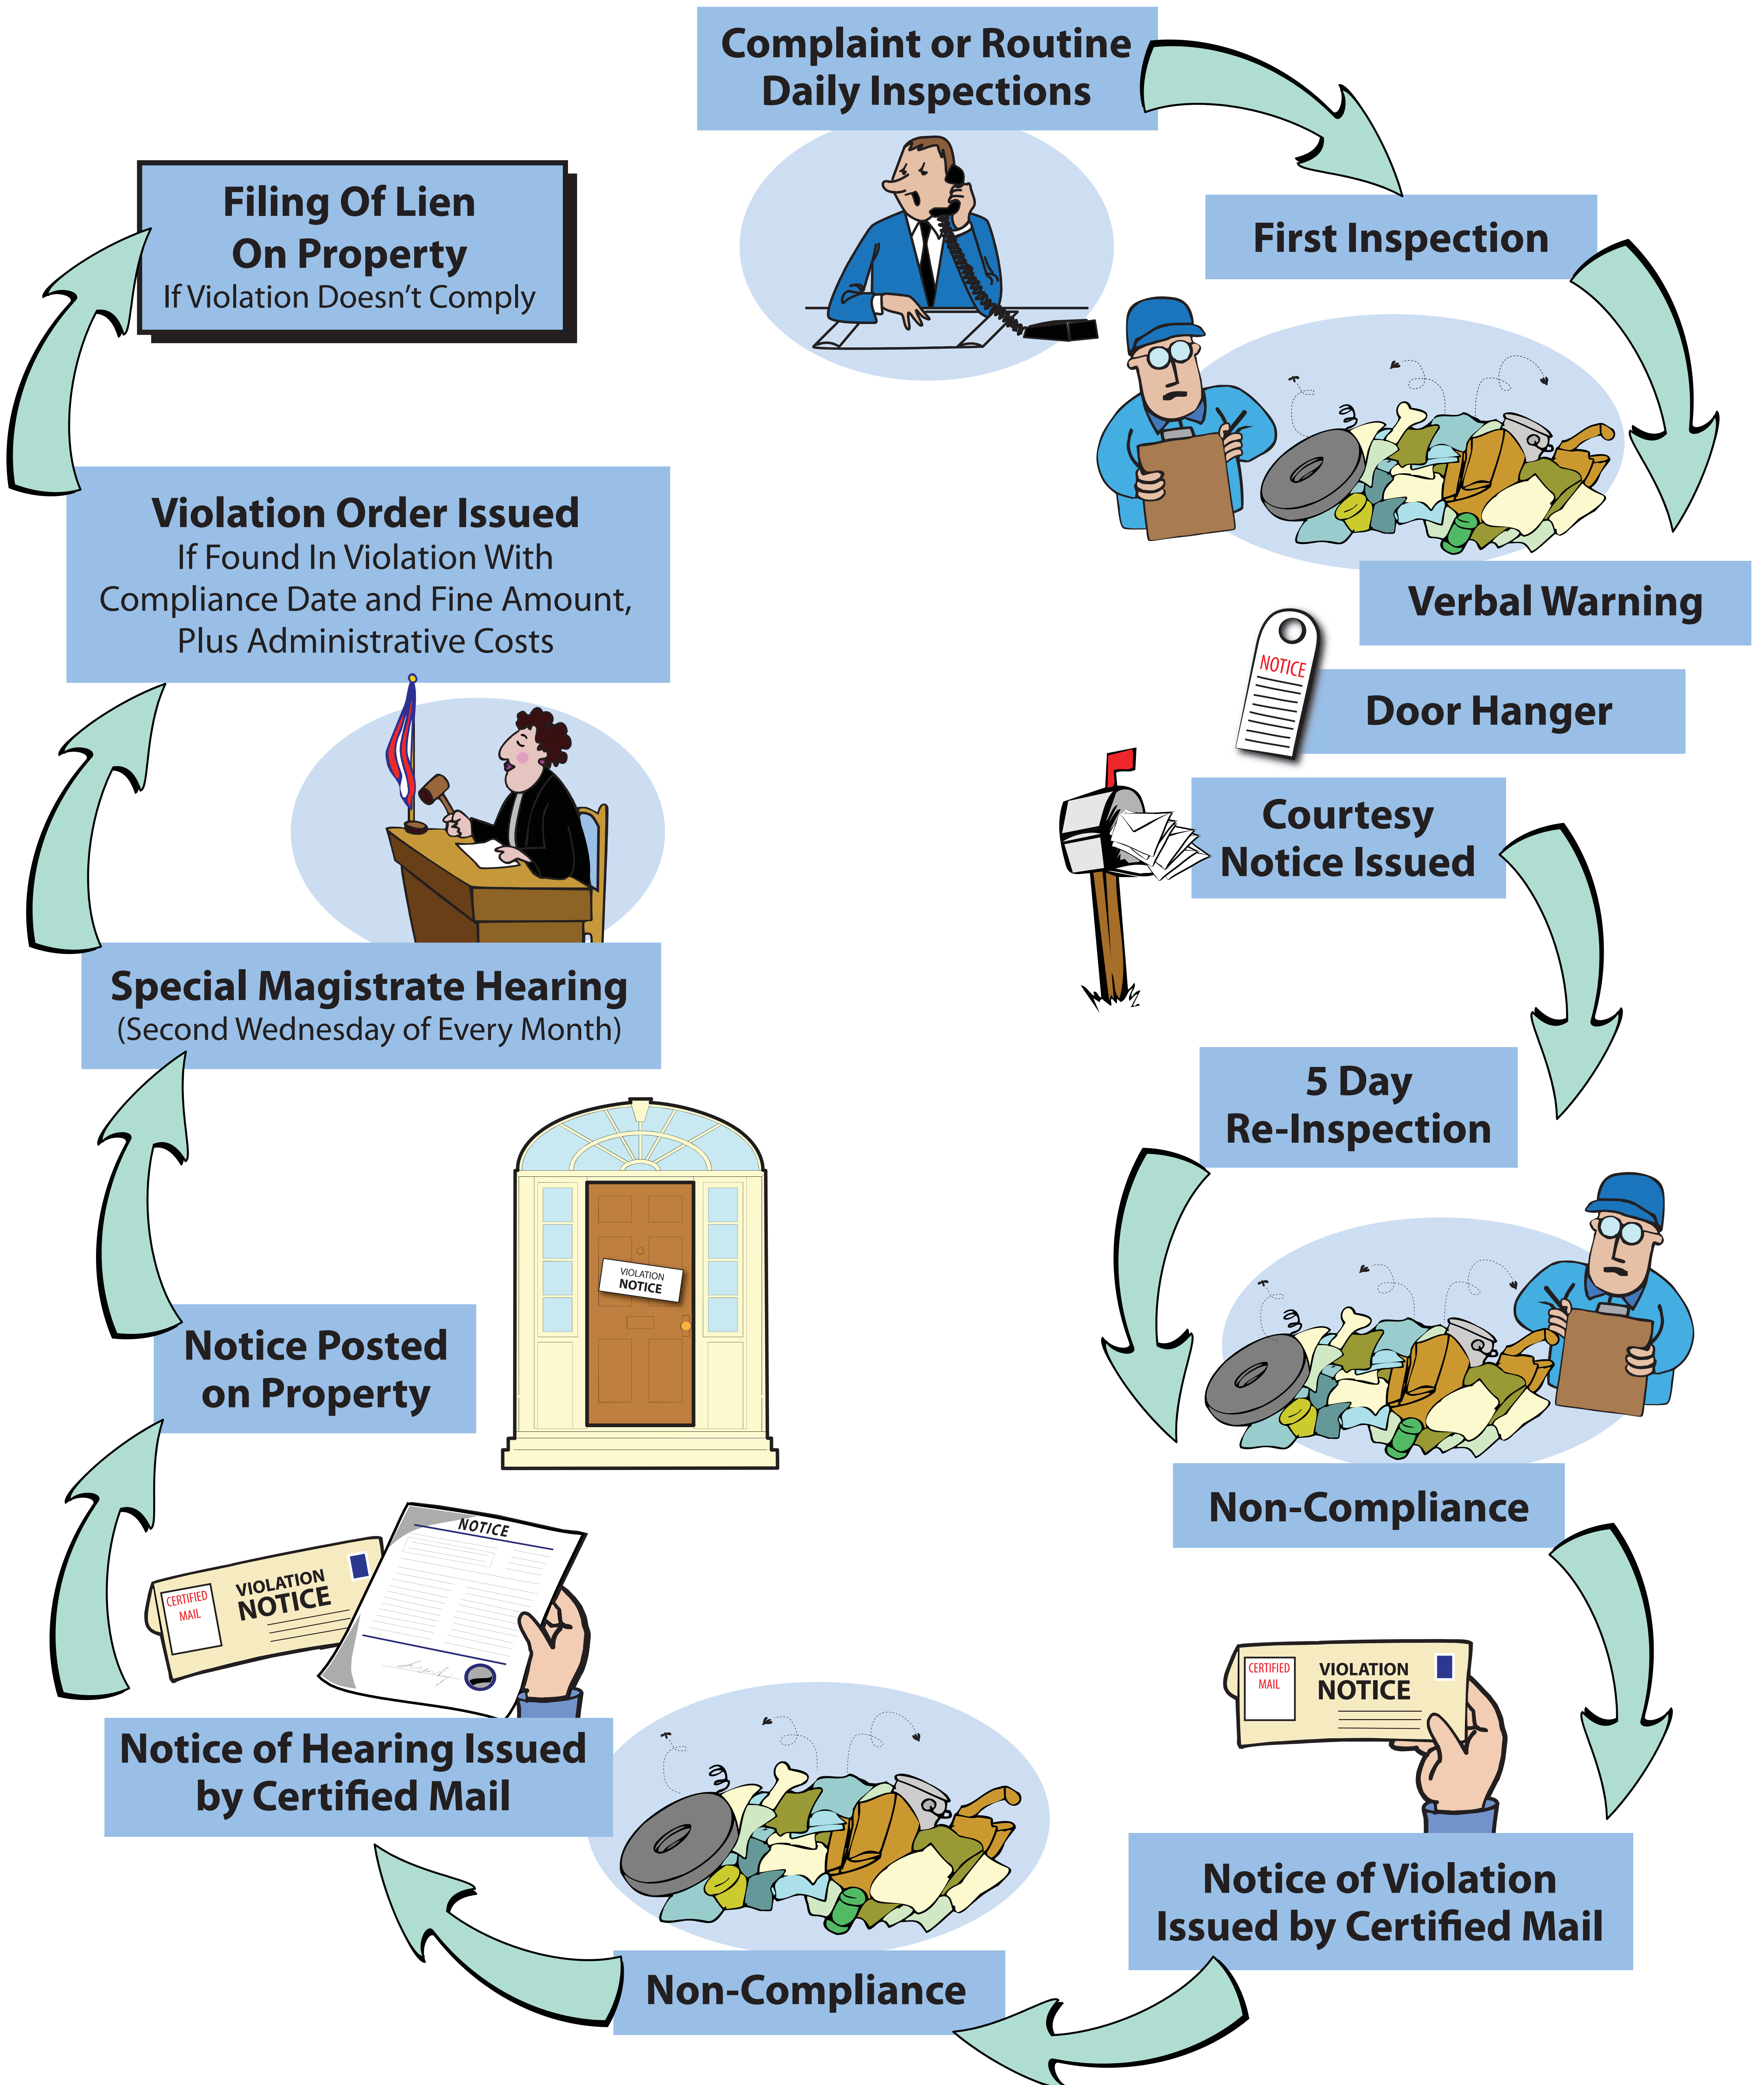 Complaint or Routine
Daily Inspections
First Inspection
Verbal Warning
NOTICE
Door Hanger
Courtesy
Notice Issued
5 Day
Re-Inspection
Non-Compliance
CERTIFIED
MAIL
VIOLATION
NOTICE
Notice of Violation
Issued by Certified Mail
Non-Compliance
CERTIFIED
MAIL
VIOLATION
NOTICE
NOTICE
Notice of Hearing Issued
by Certified Mail
Notice Posted
on Property
VIOLATION
NOTICE
Special Magistrate Hearing
(Second Wednesday of Every Month)
Violation Order Issued
If Found In Violation With
Compliance Date and Fine Amount,
Plus Administrative Costs
Filing Of Lien
On Property
If Violation Doesn't Comply